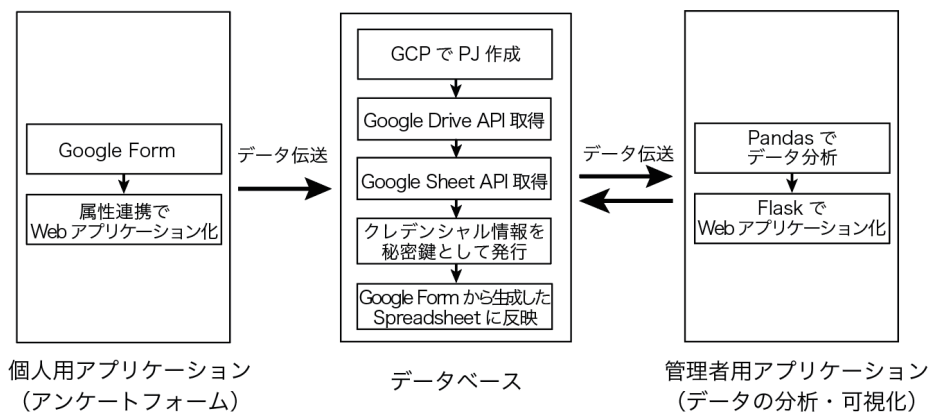 Google Form
属性連携で
Webアプリケーション化
個人用アプリケーション
（アンケートフォーム）
データ伝送
GCPでPJ作成
Google Drive API取得
Google Sheet API取得
クレデンシャル情報を
秘密鍵として発行
Google Formから生成した
Spreadsheetに反映
データベース
データ伝送
Pandasで
データ分析
Flaskで
Webアプリケーション化
管理者用アプリケーション
（データの分析・可視化）